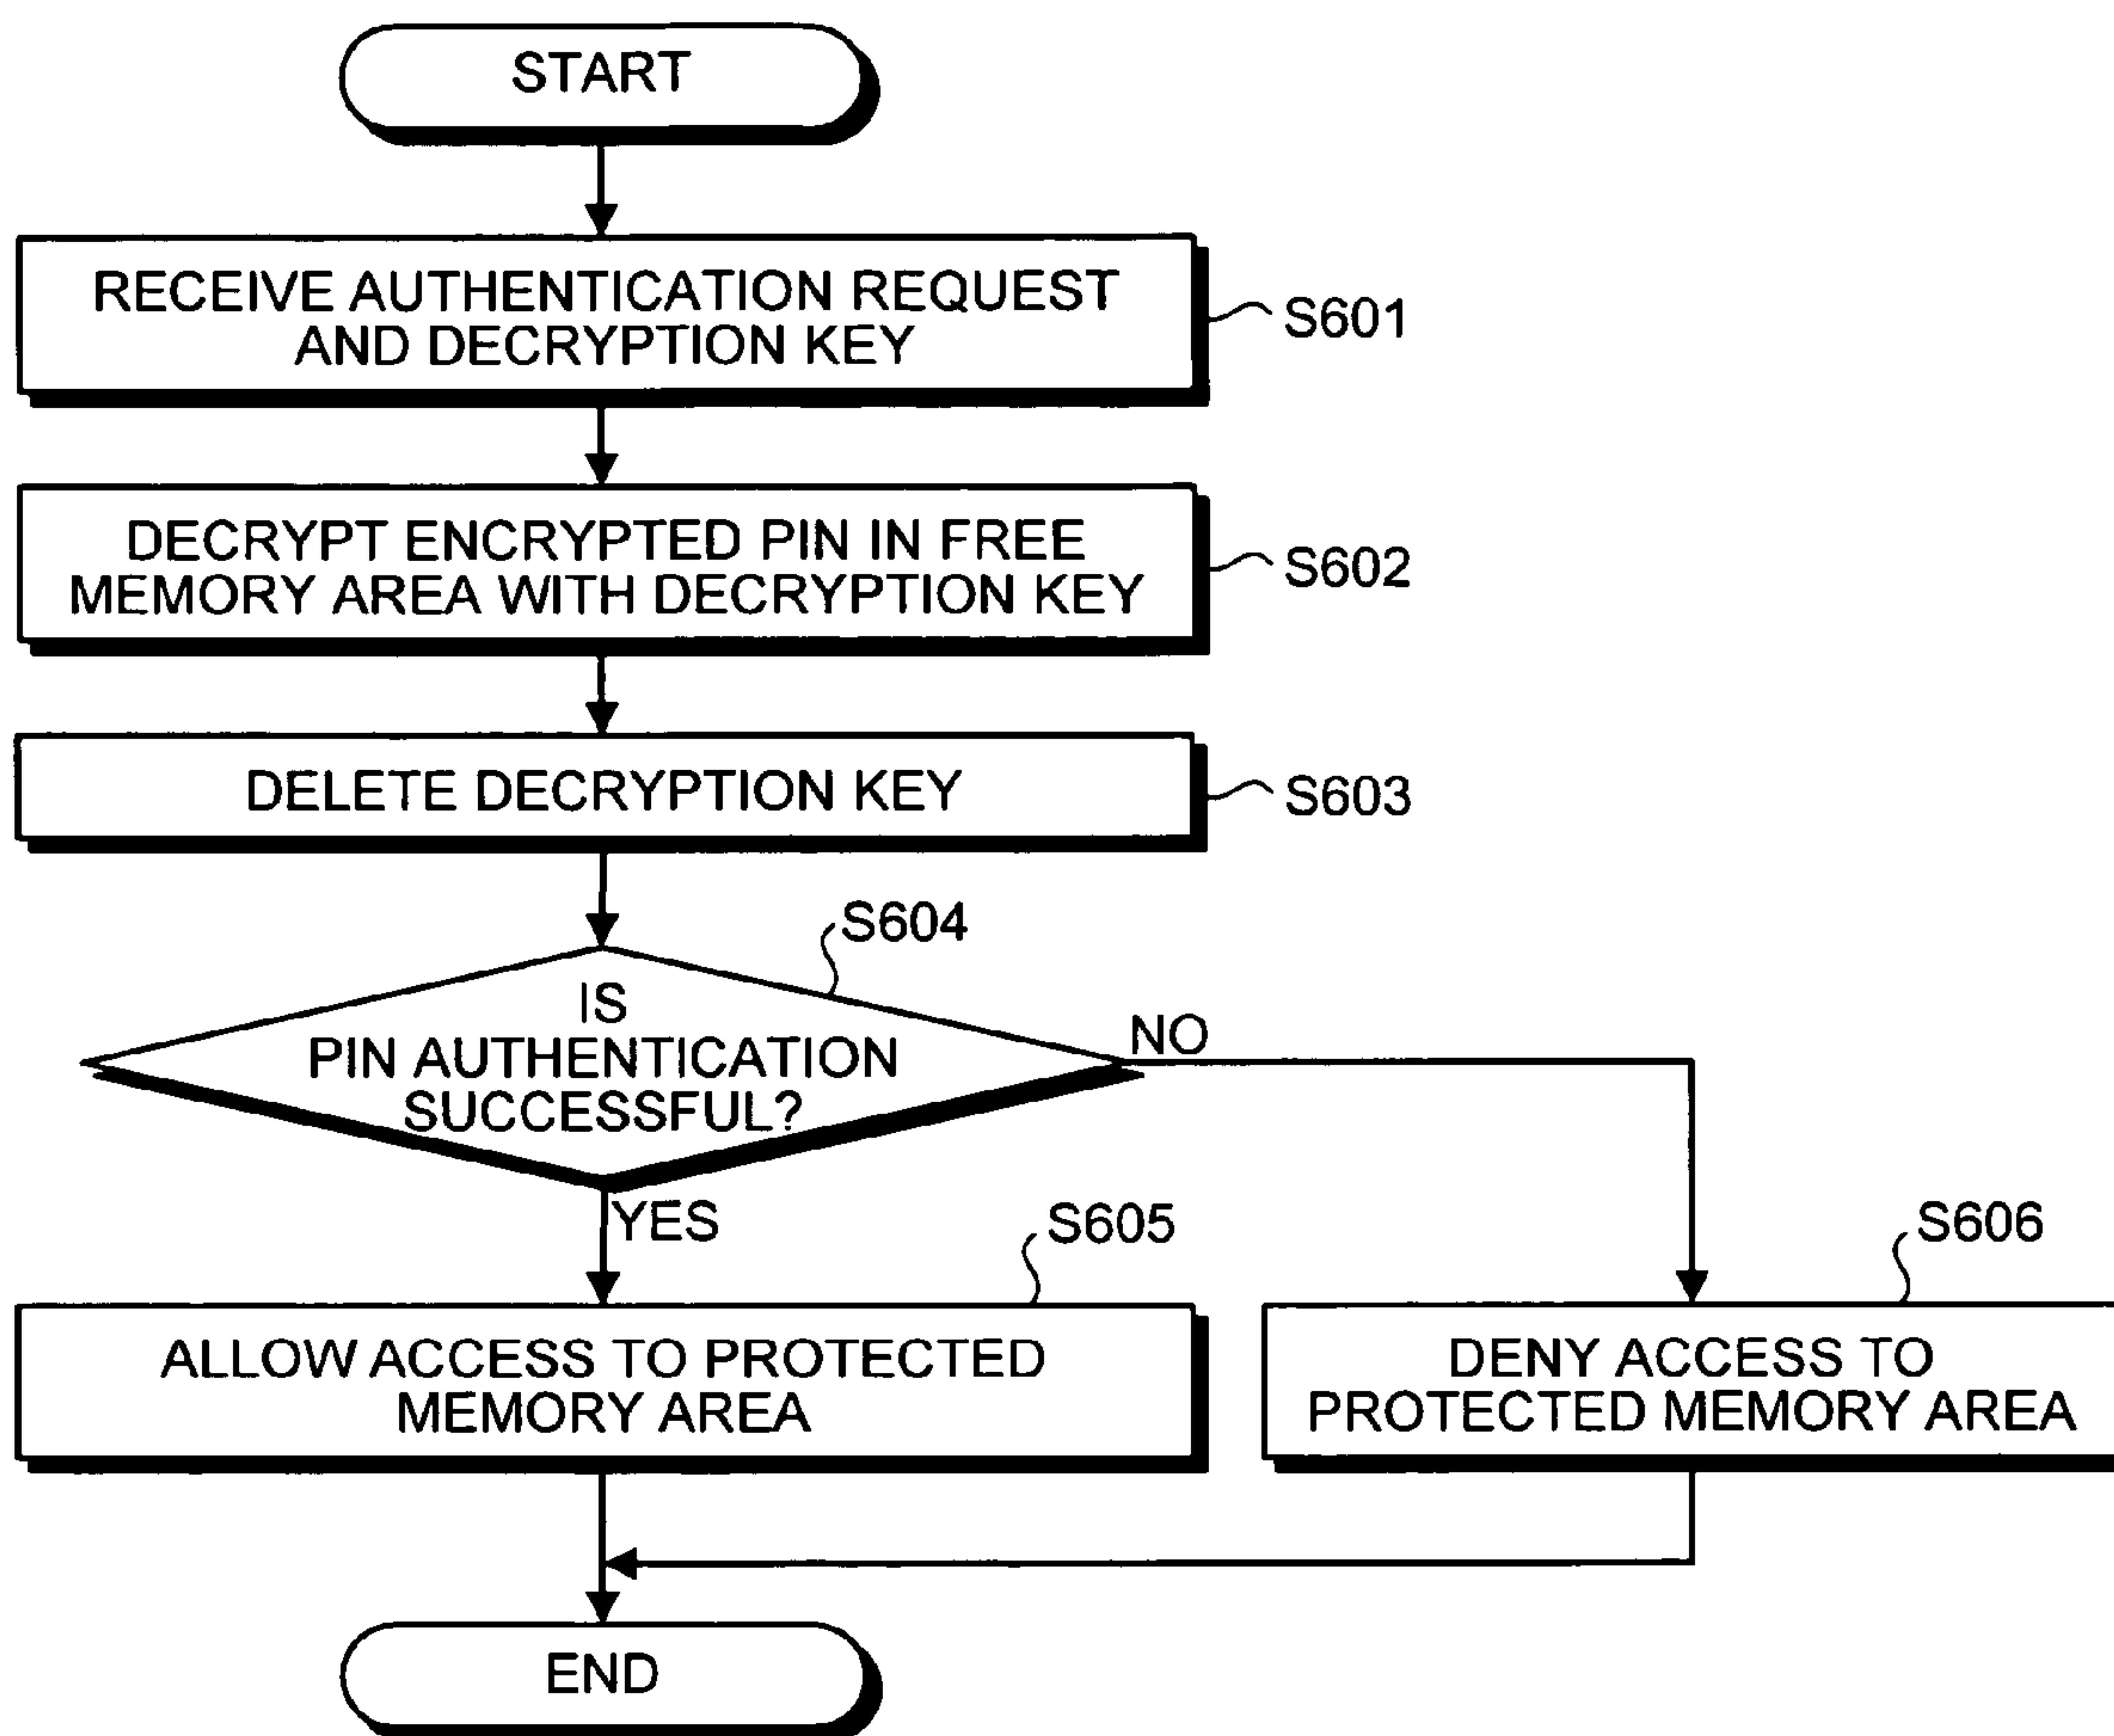 START
RECEIVE AUTHENTICATION REQUEST
AND DECRYPTION KEY
S601
DECRYPT ENCRYPTED PIN IN FREE
MEMORY AREA WITH DECRYPTION KEY
S602
DELETE DECRYPTION KEY
S603
S604
IS
PIN AUTHENTICATION
SUCCESSFUL?
NO
YES
S605
ALLOW ACCESS TO PROTECTED
MEMORY AREA
S606
DENY ACCESS TO
PROTECTED MEMORY AREA
END